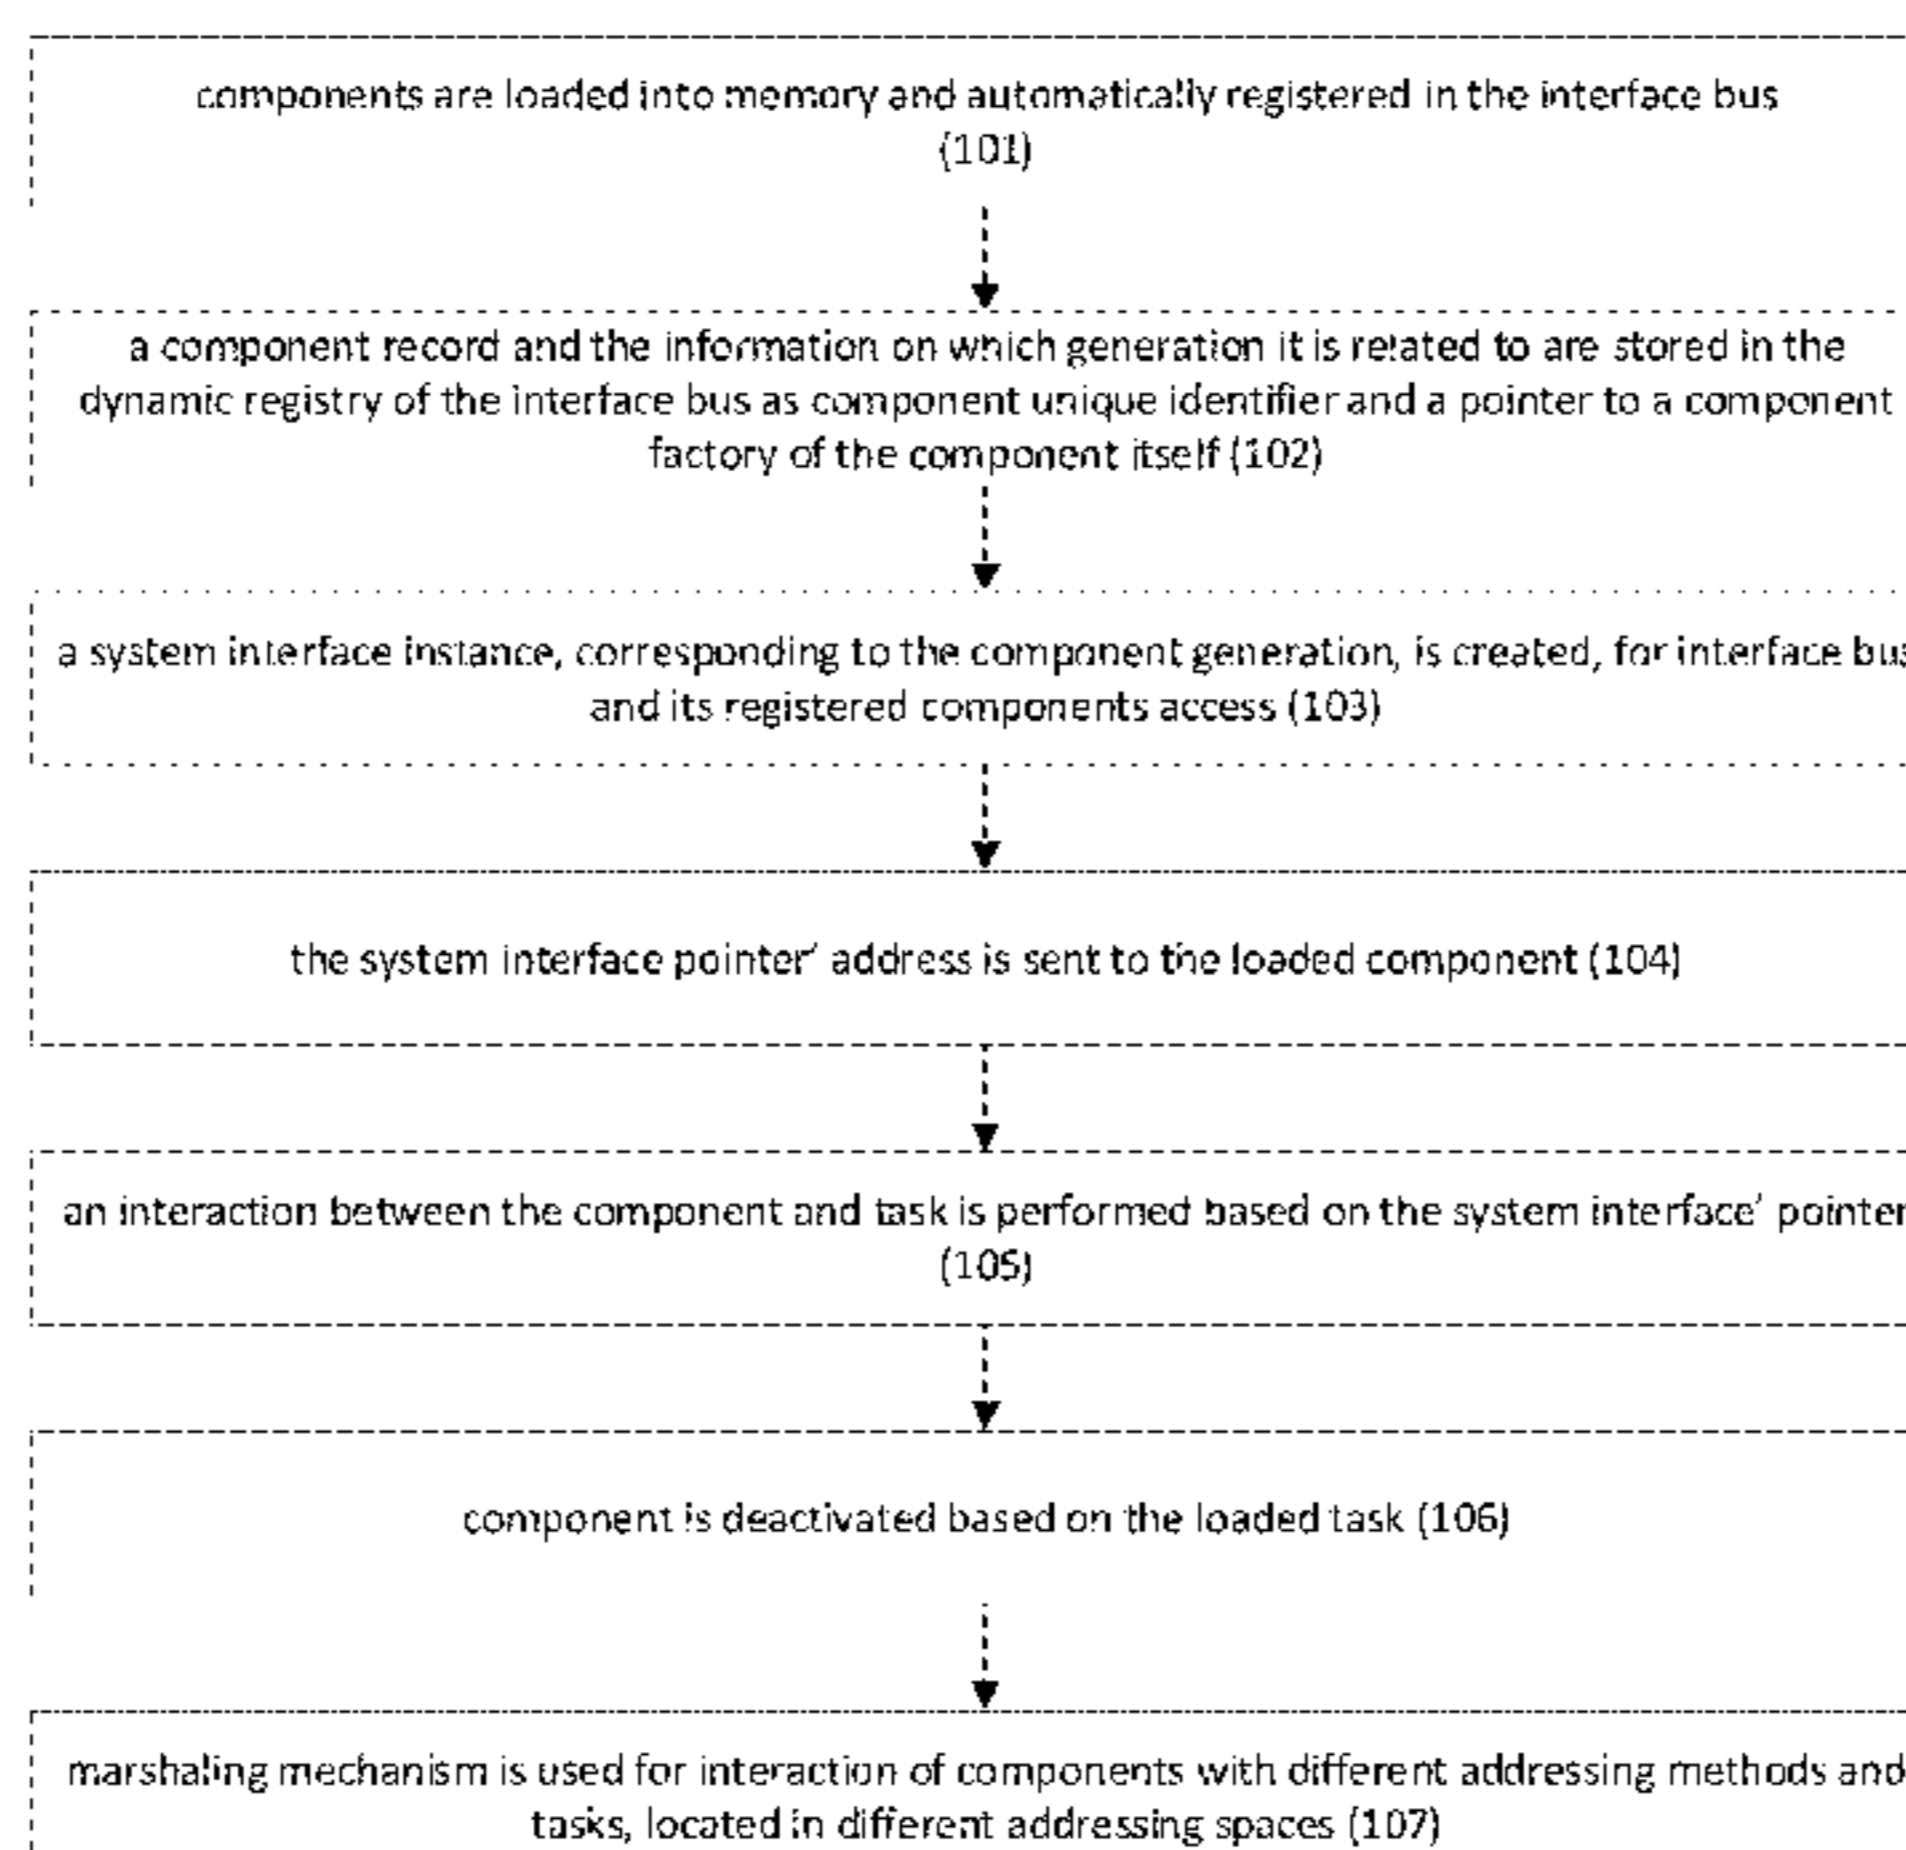 components are loaded into memory and automatically registered in the interface bus
(101)
a component record and the information on which generation it is related to are stored in the
dynamic registry of the interface bus as component unique identifier and a pointer to a component
factory of the component itself (102)
a system interface instance, corresponding to the component generation, is created, for interface bus
and its registered components access (103)
the system interface pointer' address is sent to the loaded component (104)
an interaction between the component and task is performed based on the system interface' pointer
(105)
component is deactivated based on the loaded task (106)
marshaling mechanism is used for interaction of components with different addressing methods and
tasks, located in different addressing spaces (107)